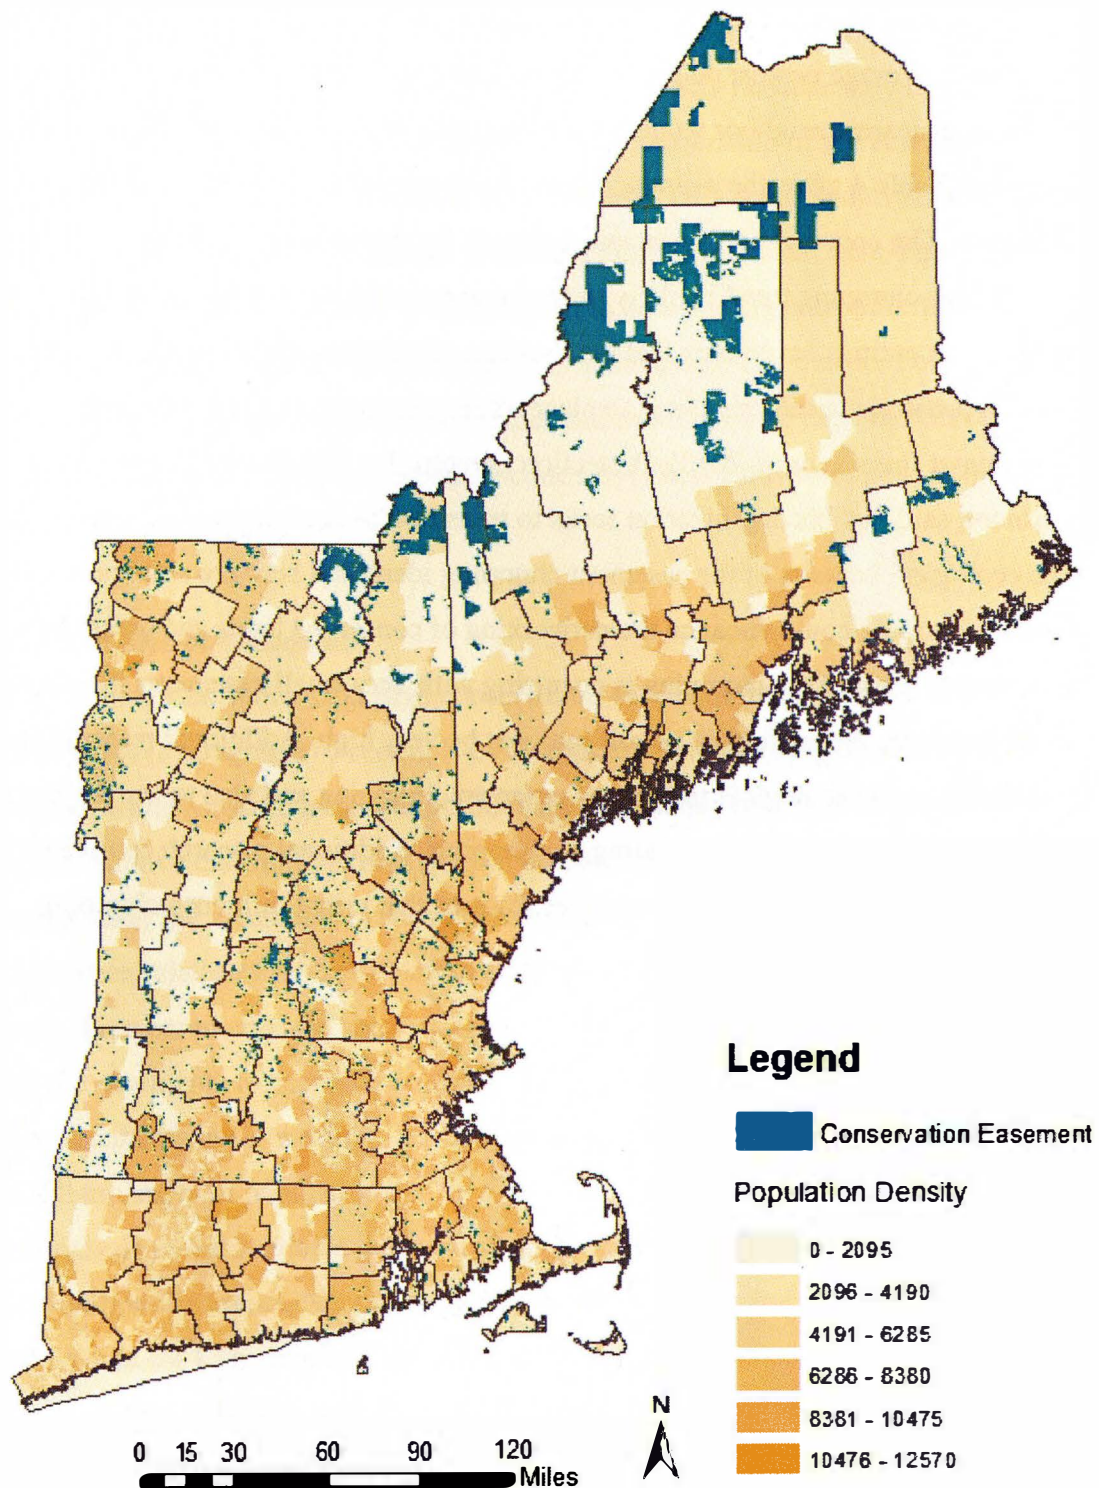 Legend
Conservation Easement
Population Density
0 - 2095
2096 - 4190
4191 - 6285
6286 - 8380
8381 - 10475
10476 - 12570
N
0 15 30 60 90 120
Miles